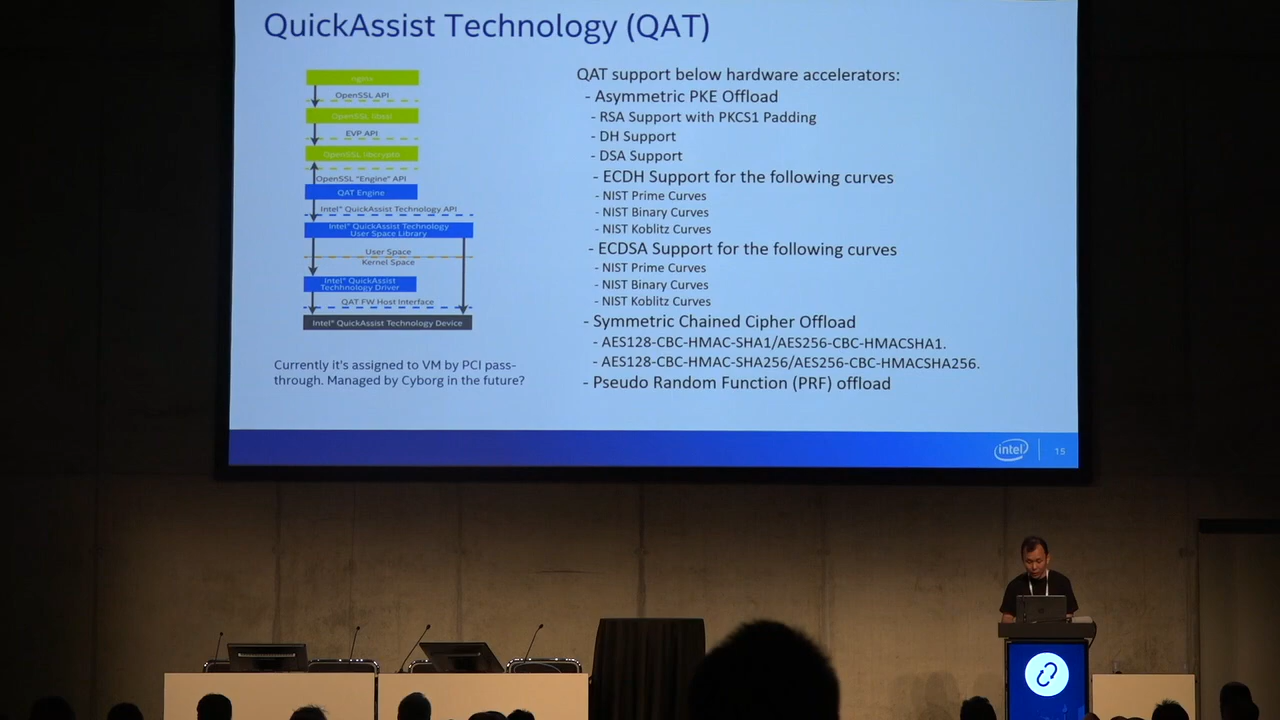 QuickAssist Technology (QAT)
nginx
OpenSSL API
OpenSSL libssl
EVP API
OpenSSL libcrypto
OpenSSL "Engine" API
QAT Engine
Intel® QuickAssist Technology API
Intel® QuickAssist Technology
User Space Library
User Space
Kernel Space
Intel® QuickAssist
Techhnology Driver
QAT FW Host Interface
Intel® QuickAssist Technology Device
Currently it's assigned to VM by PCI pass-
through. Managed by Cyborg in the future?
QAT support below hardware accelerators:
- Asymmetric PKE Offload
- RSA Support with PKCS1 Padding
- DH Support
- DSA Support
- ECDH Support for the following curves
- NIST Prime Curves
- NIST Binary Curves
- NIST Koblitz Curves
- ECDSA Support for the following curves
- NIST Prime Curves
- NIST Binary Curves
- NIST Koblitz Curves
- Symmetric Chained Cipher Offload
- AES128-CBC-HMAC-SHA1/AES256-CBC-HMACSHA1.
- AES128-CBC-HMAC-SHA256/AES256-CBC-HMACSHA256.
- Pseudo Random Function (PRF) offload
intel
15